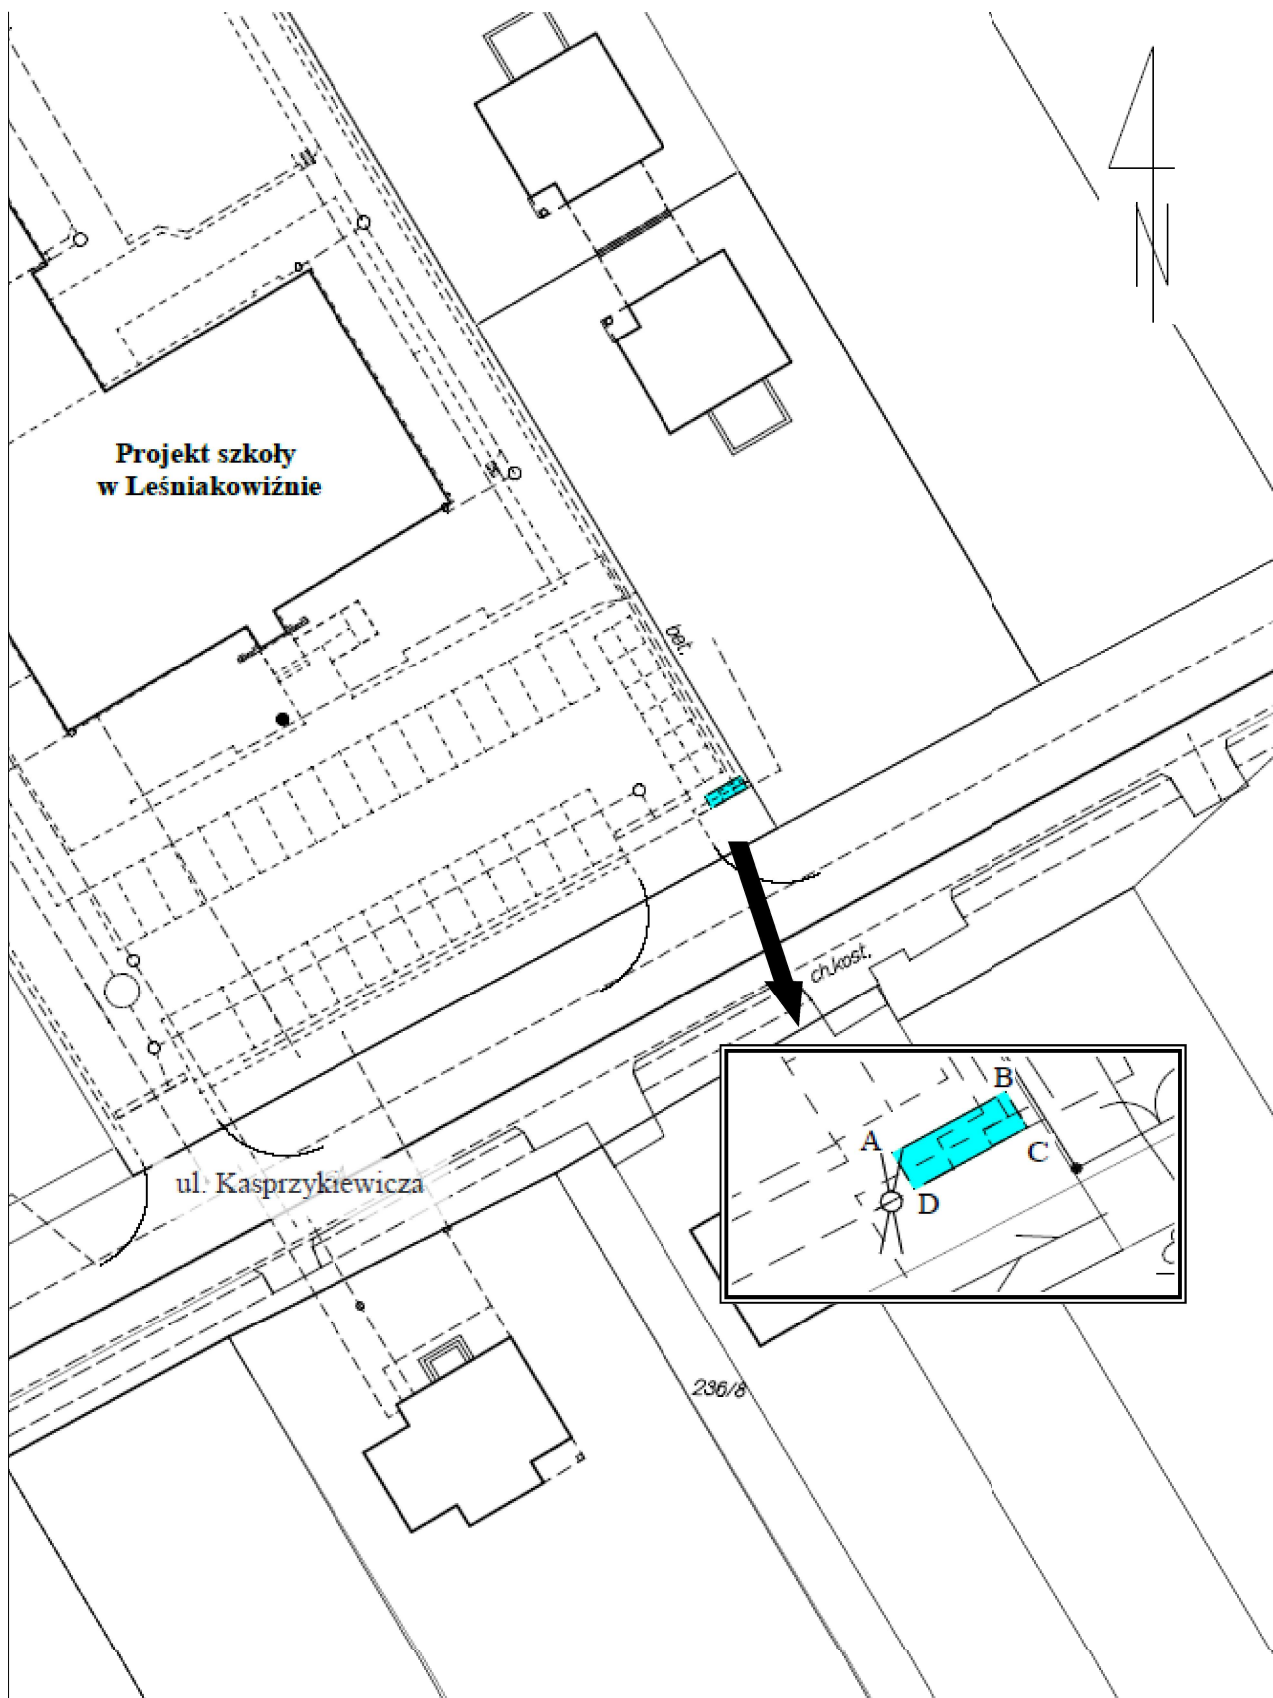 N
Projekt szkoły
w Leśniakowiźnie
bet.
ch.kost.
B
A
C
D
ul. Kasprzykiewicza
236/8